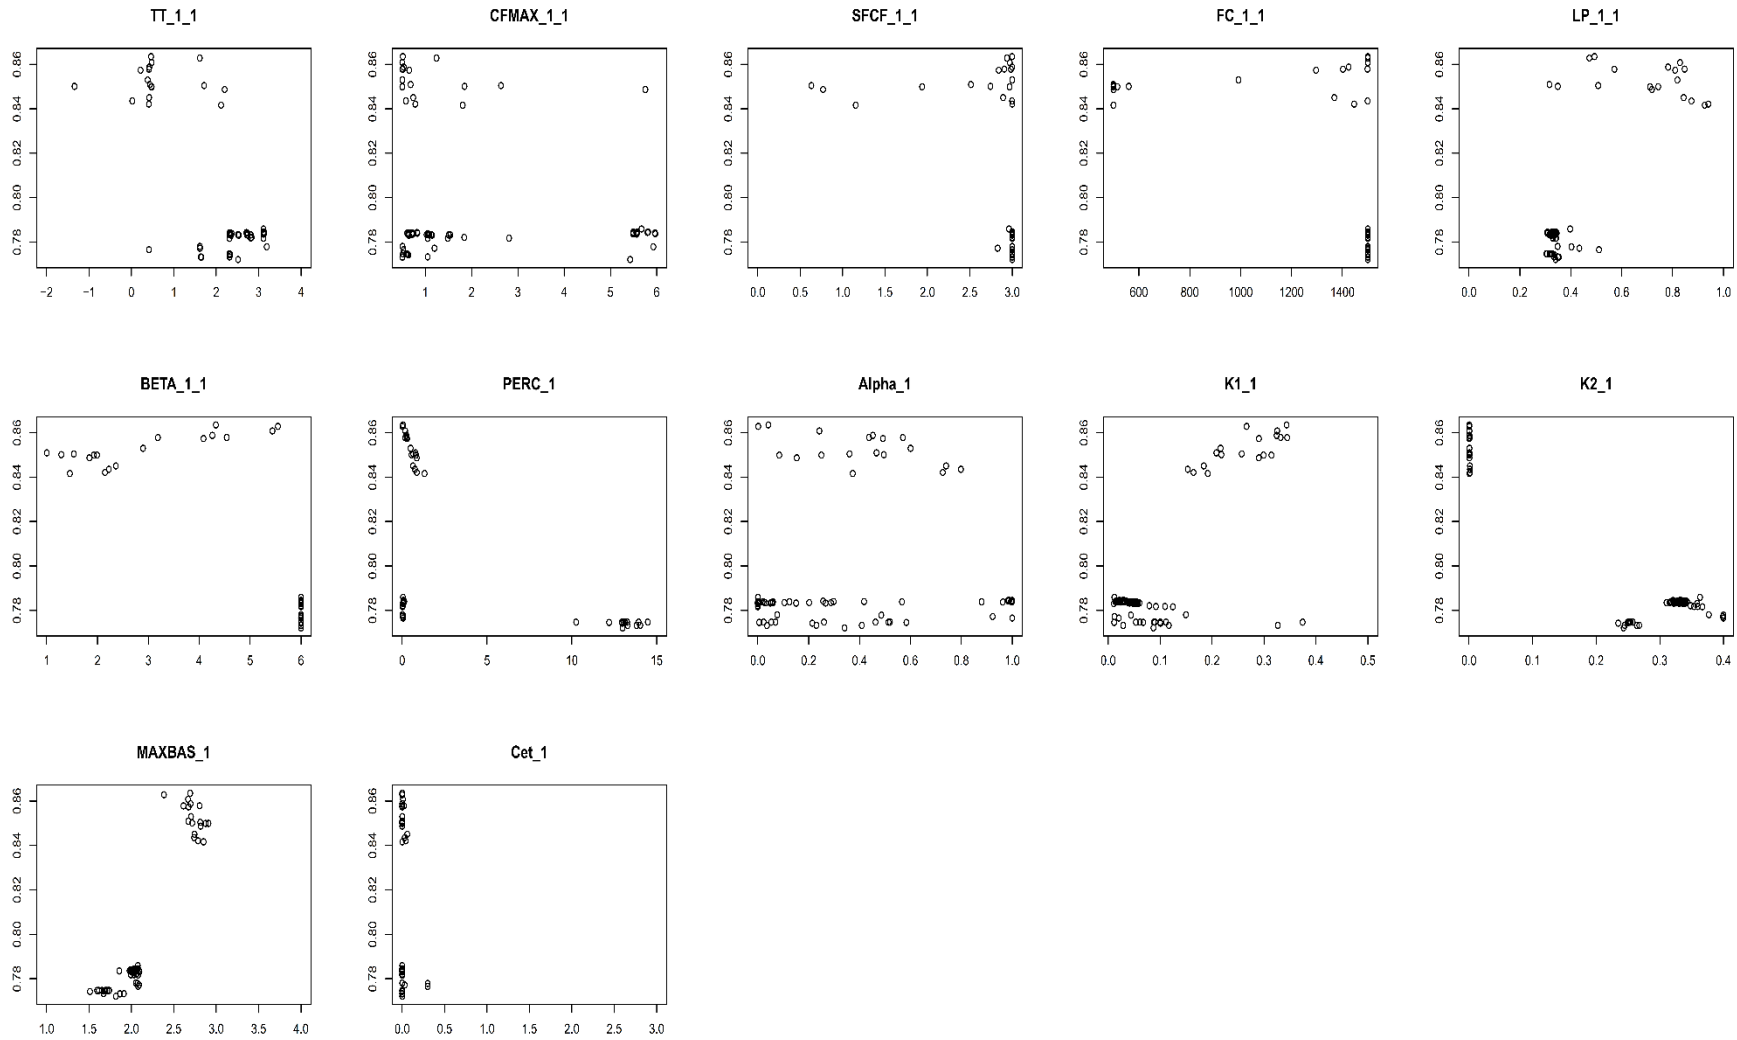 TT_1_1
CFMAX_1_1
SFCF_1_1
FC_1_1
LP_1_1
0.78 0.80 0.82 0.84 0.86
0.78 0.80 0.82 0.84 0.86
0.78 0.80 0.82 0.84 0.86
0.78 0.80 0.82 0.84 0.86
0.78 0.80 0.82 0.84 0.86
−2 −1 0 1 2 3 4
1 2 3 4 5 6
0.0 0.5 1.0 1.5 2.0 2.5 3.0
600 800 1000 1200 1400
0.0 0.2 0.4 0.6 0.8 1.0
BETA_1_1
PERC_1
Alpha_1
K1_1
K2_1
0.78 0.80 0.82 0.84 0.86
0.78 0.80 0.82 0.84 0.86
0.78 0.80 0.82 0.84 0.86
0.78 0.80 0.82 0.84 0.86
0.78 0.80 0.82 0.84 0.86
1 2 3 4 5 6
0 5 10 15
0.0 0.2 0.4 0.6 0.8 1.0
0.0 0.1 0.2 0.3 0.4 0.5
0.0 0.1 0.2 0.3 0.4
MAXBAS_1
Cet_1
0.78 0.80 0.82 0.84 0.86
0.78 0.80 0.82 0.84 0.86
1.0 1.5 2.0 2.5 3.0 3.5 4.0
0.0 0.5 1.0 1.5 2.0 2.5 3.0